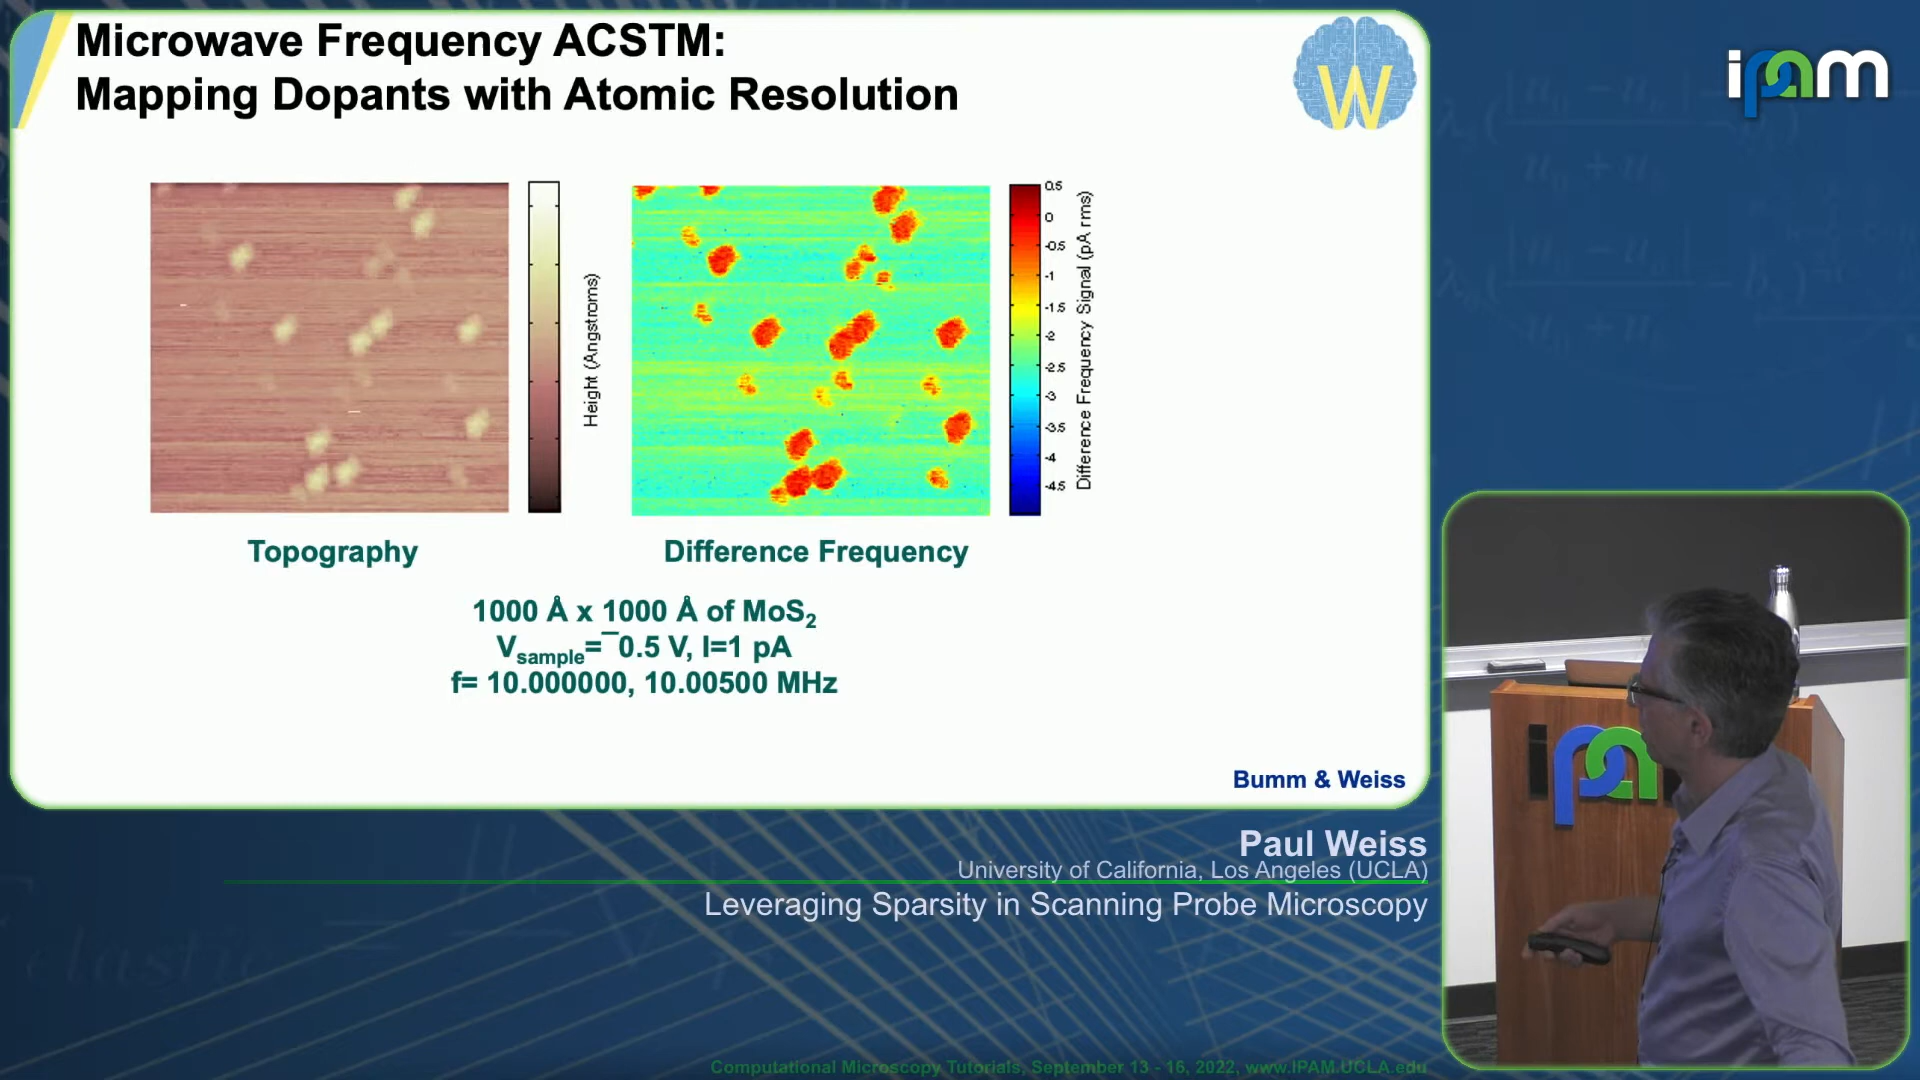 Microwave Frequency ACSTM:
Mapping Dopants with Atomic Resolution
W
ipam
Height (Angstroms)
0.5
0
-0.5
-1
-1.5
-2
-2.5
-3
-3.5
-4
-4.5
Difference Frequency Signal (pA rms)
Topography
Difference Frequency
1000 Å x 1000 Å of MoS₂
Vsample=¯0.5 V, I=1 pA
f= 10.000000, 10.00500 MHz
Bumm & Weiss
Paul Weiss
University of California, Los Angeles (UCLA)
Leveraging Sparsity in Scanning Probe Microscopy
Computational Microscopy Tutorials, September 13 - 16, 2022, www.IPAM.UCLA.edu